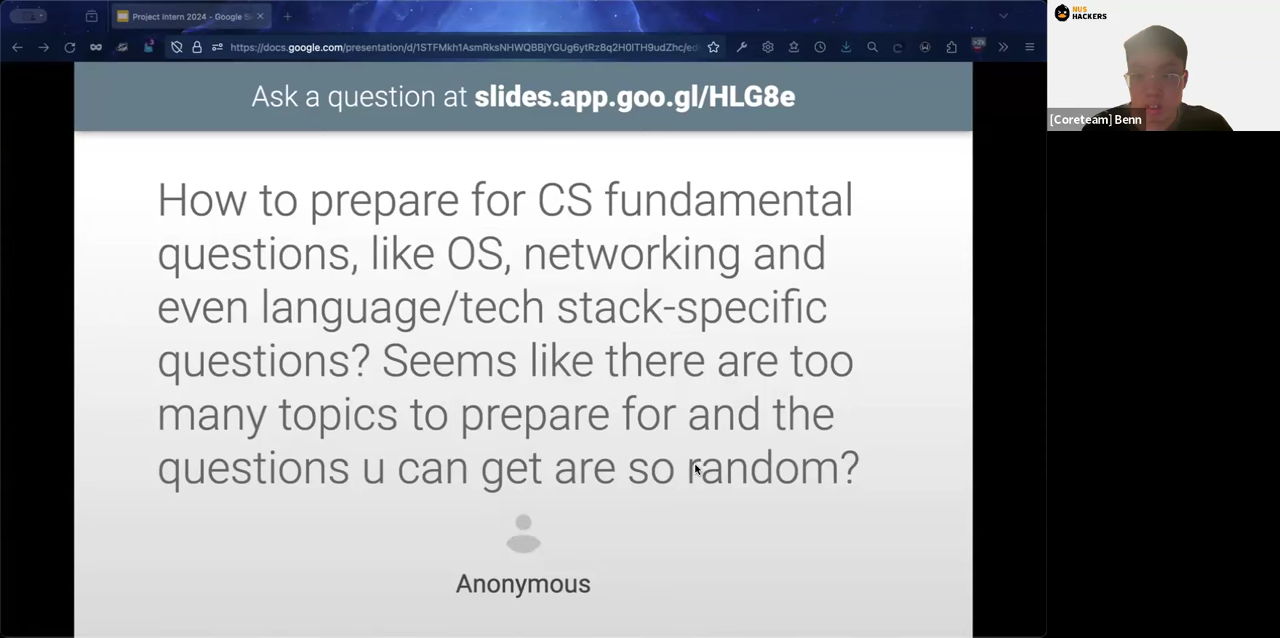 Project Intern 2024 - Google S
https://docs.google.com/presentation/d/1STFMkh1AsmRksNHWQBBjYGUg6ytRz8q2H0lTH9udZhc/ed
Ask a question at slides.app.goo.gl/HLG8e
How to prepare for CS fundamental
questions, like OS, networking and
even language/tech stack-specific
questions? Seems like there are too
many topics to prepare for and the
questions u can get are so random?
Anonymous
NUS
HACKERS
[Coreteam] Benn